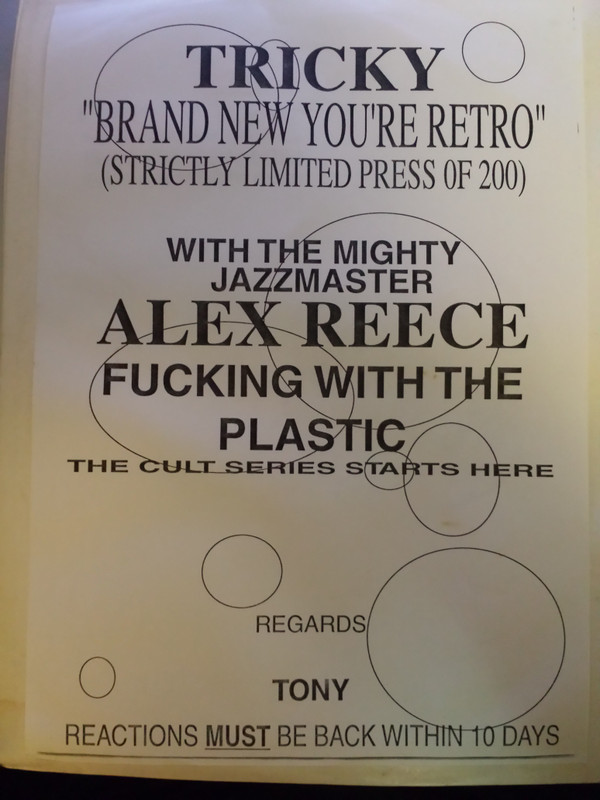 TRICKY
"BRAND NEW YOU'RE RETRO"
(STRICTLY LIMITED PRESS OF 200)
WITH THE MIGHTY
JAZZMASTER
ALEX REECE
FUCKING WITH THE
PLASTIC
THE CULT SERIES STARTS HERE
REGARDS
TONY
REACTIONS MUST BE BACK WITHIN 10 DAYS